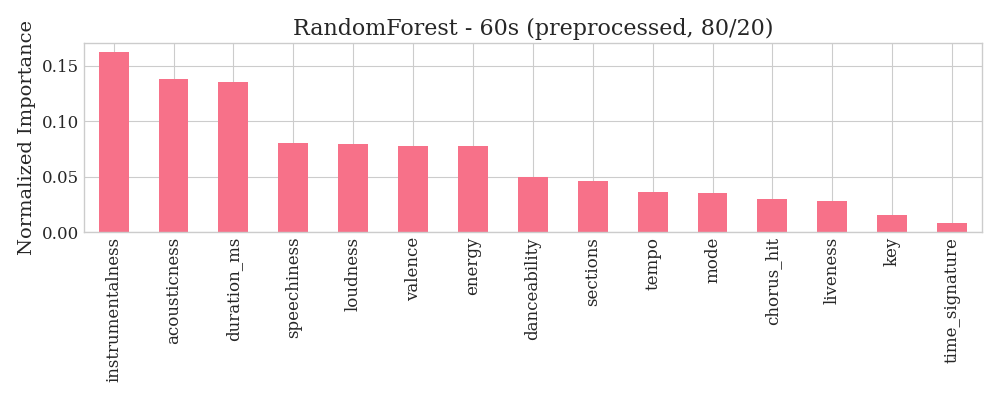 RandomForest - 60s (preprocessed, 80/20)
Normalized Importance
0.15
0.10
0.05
0.00
instrumentalness
acousticness
duration_ms
speechiness
loudness
valence
energy
danceability
sections
tempo
mode
chorus_hit
liveness
key
time_signature